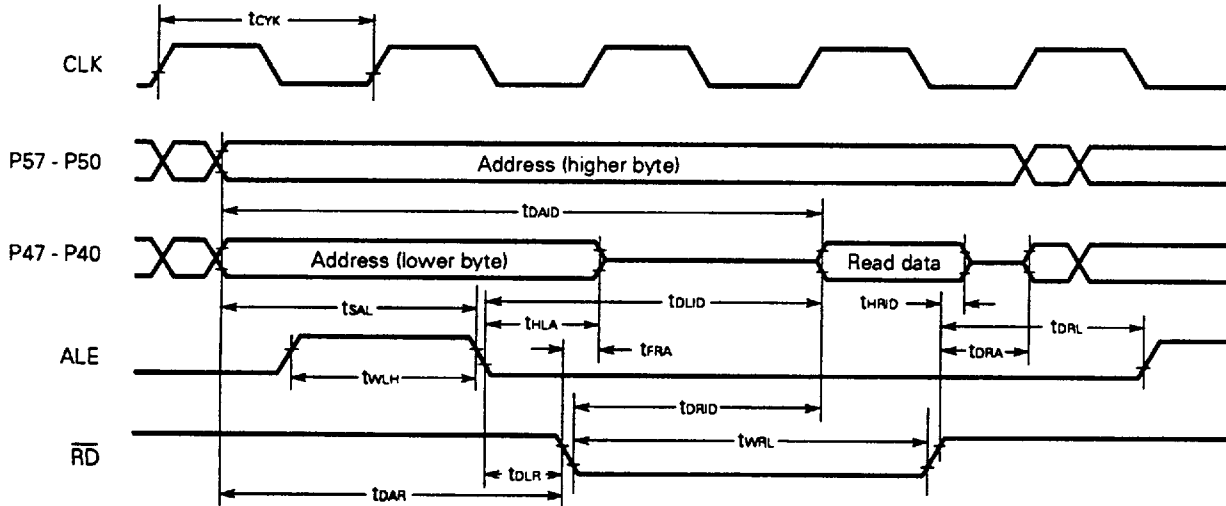 tCYK
CLK
P57 - P50
Address (higher byte)
tDAID
P47 - P40
Address (lower byte)
Read data
tSAL
tDLID
tHRID
tHLA
tDRL
ALE
tFRA
tDRA
tWLH
tDRID
tWRL
RD
tDLR
tDAR